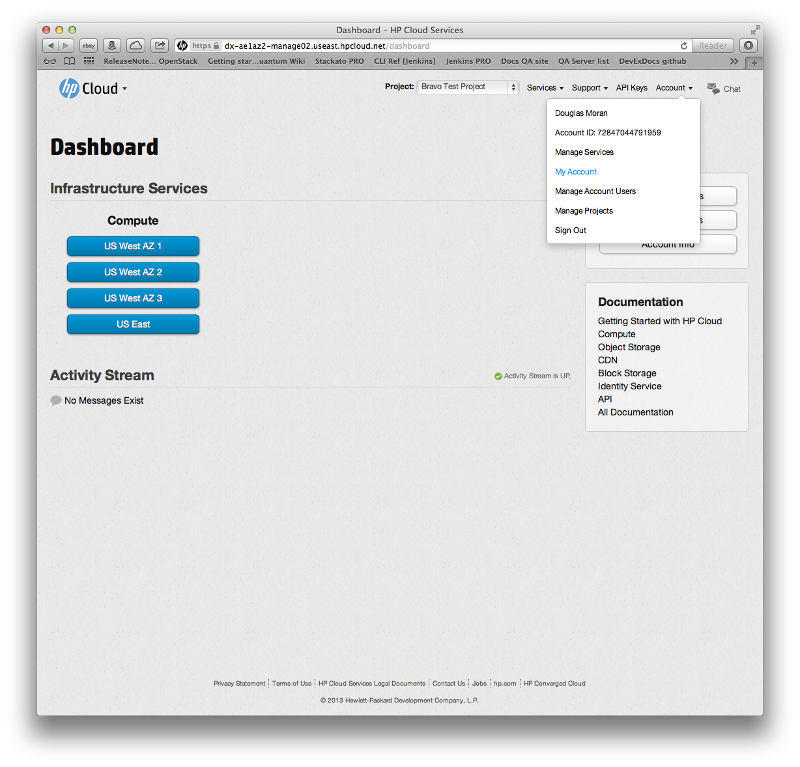 Dashboard – HP Cloud Services
ebay
https dx-ae1az2-manage02.useast.hpcloud.net/dashboard
Reader
ReleaseNote... OpenStack Getting star...uantum Wiki Stackato PRO CLI Ref [Jenkins] Jenkins PRO Docs QA site QA Server list DevExDocs github
hp Cloud
Project: Bravo Test Project Services Support API Keys Account Chat
Douglas Moran
Account ID: 72847044791959
Manage Services
My Account
Manage Account Users
Manage Projects
Sign Out
Dashboard
Infrastructure Services
Compute
US West AZ 1
US West AZ 2
US West AZ 3
US East
Account Info
Documentation
Getting Started with HP Cloud
Compute
Object Storage
CDN
Block Storage
Identity Service
API
All Documentation
Activity Stream
Activity Stream is UP.
No Messages Exist
Privacy Statement Terms of Use HP Cloud Services Legal Documents Contact Us Jobs hp.com HP Converged Cloud
© 2013 Hewlett-Packard Development Company, L.P.